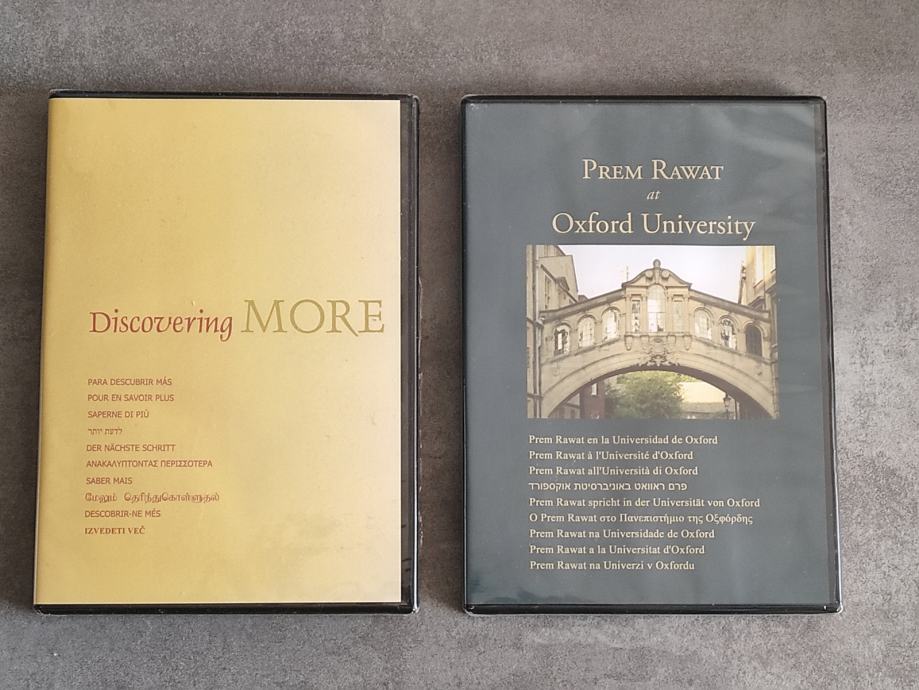 Discovering MORE
PARA DESCUBRIR MÁS
POUR EN SAVOIR PLUS
SAPERNE DI PIÙ
לדעת יותר
DER NÄCHSTE SCHRITT
ΑΝΑΚΑΛΥΠΤΟΝΤΑΣ ΠΕΡΙΣΣΟΤΕΡΑ
SABER MAIS
மேலும் தெரிந்துகொள்ளுதல்
DESCOBRIR-NE MÉS
IZVEDETI VEČ
PREM RAWAT
at
Oxford University
Prem Rawat en la Universidad de Oxford
Prem Rawat à l'Université d'Oxford
Prem Rawat all'Università di Oxford
פרם ראוואט באוניברסיטת אוקספורד
Prem Rawat spricht in der Universität von Oxford
Ο Prem Rawat στο Πανεπιστήμιο της Οξφόρδης
Prem Rawat na Universidade de Oxford
Prem Rawat a la Universitat d'Oxford
Prem Rawat na Univerzi v Oxfordu